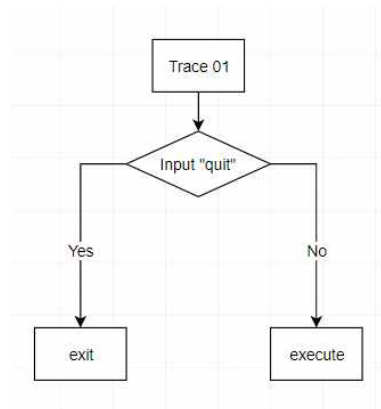 Trace 01
Input "quit"
Yes
No
exit
execute